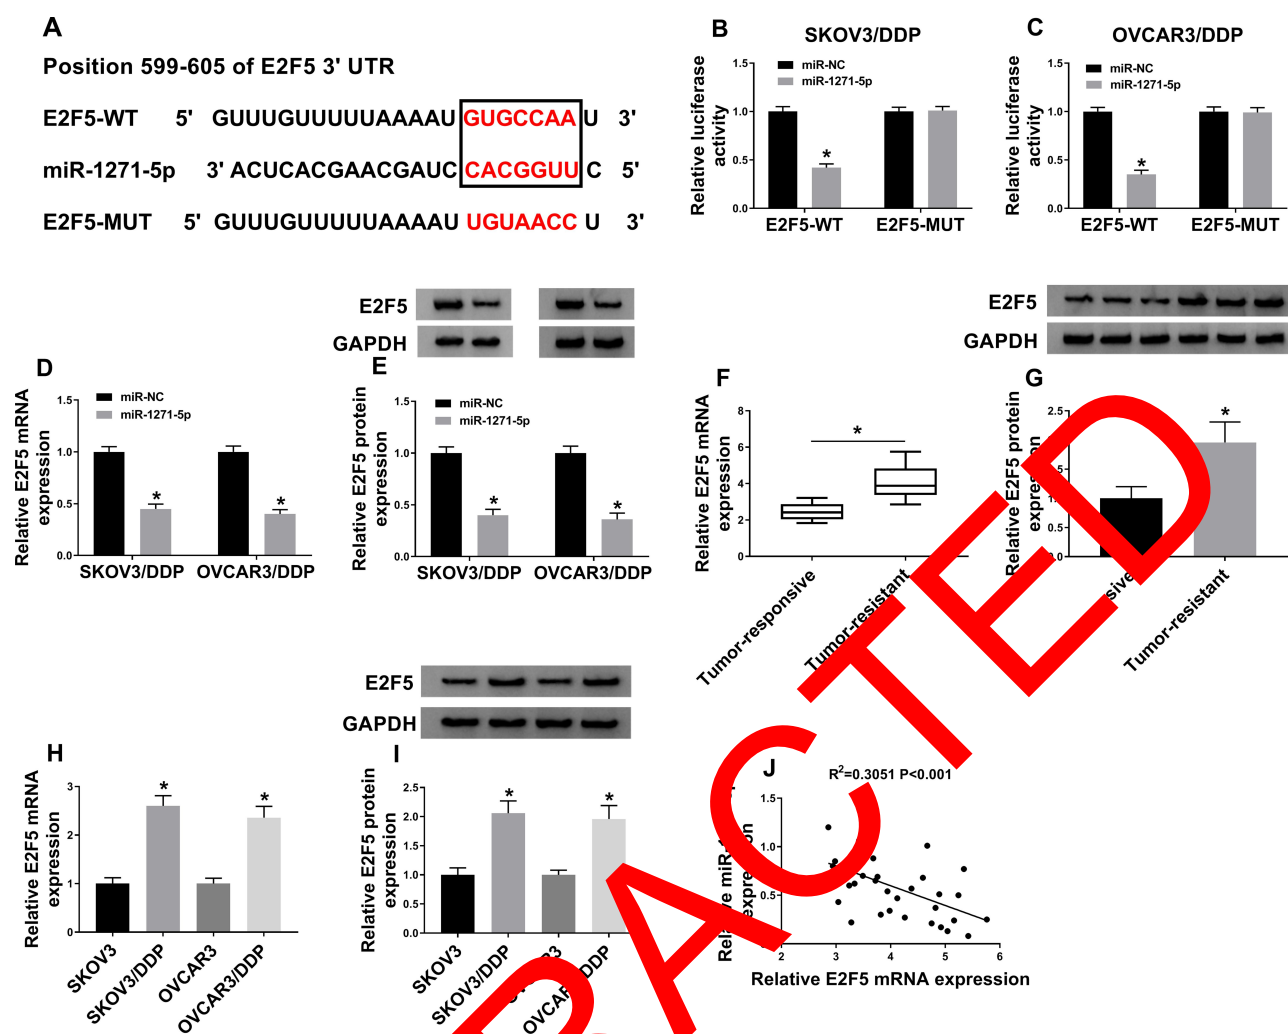 A
Position 599-605 of E2F5 3' UTR
E2F5-WT 5' GUUUGUUUUUAAAAU GUGCCAA U 3'
miR-1271-5p 3' ACUCACGAACGAUC CACGGUU C 5'
E2F5-MUT 5' GUUUGUUUUUAAAAU UGUAACC U 3'
B
SKOV3/DDP
miR-NC
miR-1271-5p
Relative luciferase
activity
1.5
1.0
0.5
0.0
*
E2F5-WT E2F5-MUT
C
OVCAR3/DDP
miR-NC
miR-1271-5p
Relative luciferase
activity
1.5
1.0
0.5
0.0
*
E2F5-WT E2F5-MUT
D
miR-NC
miR-1271-5p
Relative E2F5 mRNA
expression
1.5
1.0
0.5
0.0
* *
SKOV3/DDP OVCAR3/DDP
E2F5
GAPDH
E
miR-NC
miR-1271-5p
Relative E2F5 protein
expression
1.5
1.0
0.5
0.0
* *
SKOV3/DDP OVCAR3/DDP
F
Relative E2F5 mRNA
expression
8
6
4
2
0
*
Tumor-responsive
Tumor-resistant
E2F5
GAPDH
G
Relative E2F5 protein
expression
2.5
0.5
0.0
*
Tumor-resistant
H
Relative E2F5 mRNA
expression
3
2
1
0
* *
SKOV3
SKOV3/DDP
OVCAR3
OVCAR3/DDP
E2F5
GAPDH
I
Relative E2F5 protein
expression
2.5
2.0
1.5
1.0
0.5
0.0
* *
SKOV3
SKOV3/DDP
J
R2=0.3051 P<0.001
Relative
expression
1.5
1.0
0.5
2 3 4 5 6
Relative E2F5 mRNA expression
RACTED